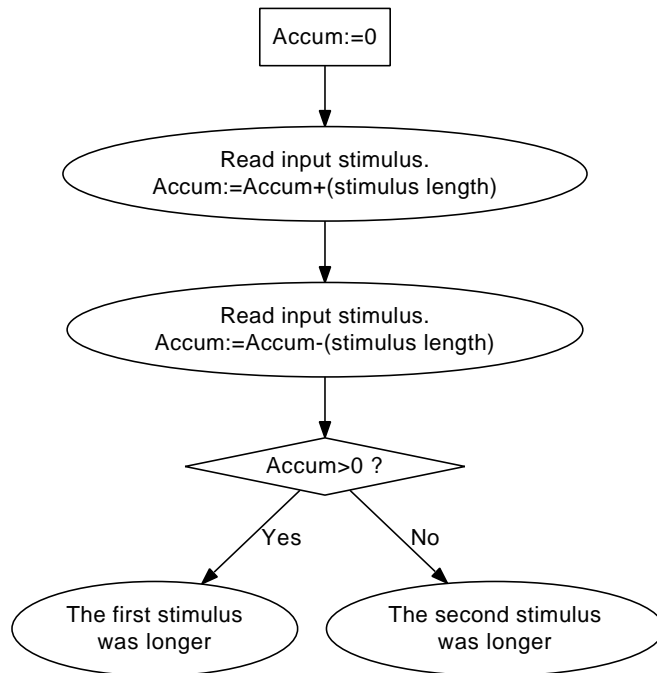 Accum:=0
Read input stimulus.
Accum:=Accum+(stimulus length)
Read input stimulus.
Accum:=Accum-(stimulus length)
Accum>0 ?
Yes
No
The first stimulus
was longer
The second stimulus
was longer